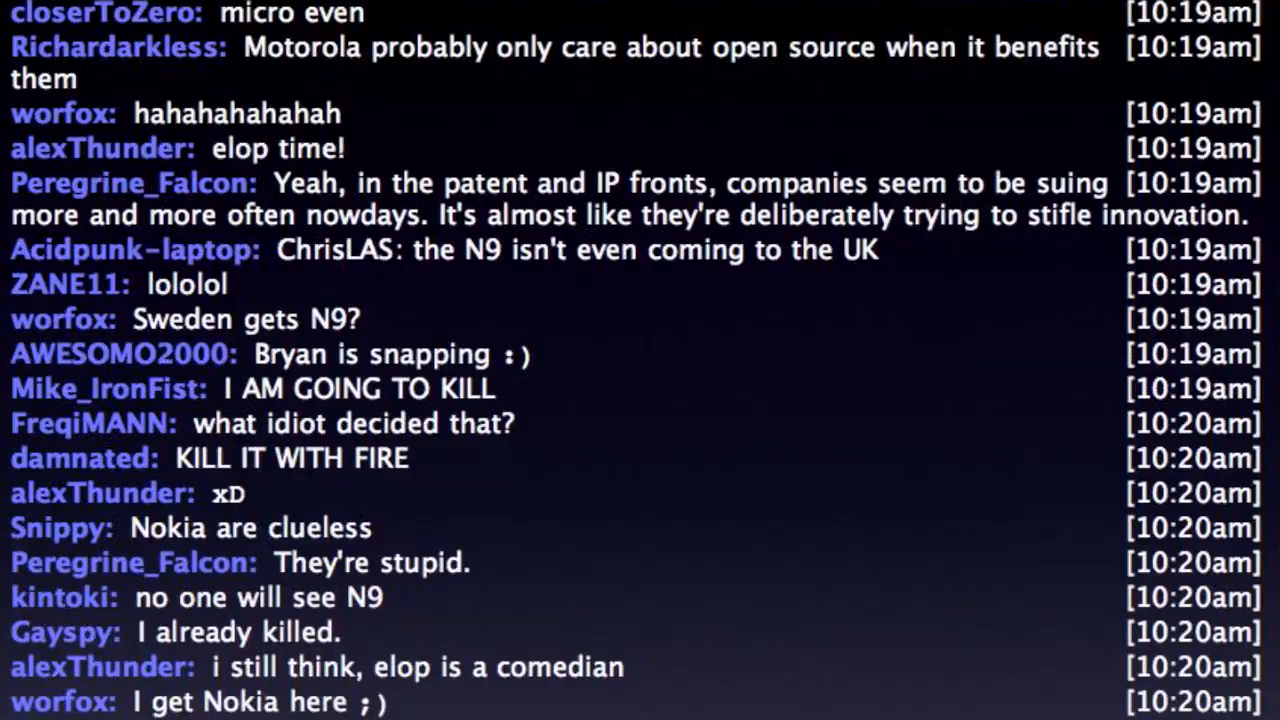 closerToZero: micro even [10:19am]
Richardarkless: Motorola probably only care about open source when it benefits [10:19am]
them
worfox: hahahahahahah [10:19am]
alexThunder: elop time! [10:19am]
Peregrine_Falcon: Yeah, in the patent and IP fronts, companies seem to be suing [10:19am]
more and more often nowdays. It's almost like they're deliberately trying to stifle innovation.
Acidpunk-laptop: ChrisLAS: the N9 isn't even coming to the UK [10:19am]
ZANE11: lololol [10:19am]
worfox: Sweden gets N9? [10:19am]
AWESOMO2000: Bryan is snapping :) [10:19am]
Mike_IronFist: I AM GOING TO KILL [10:19am]
FreqiMANN: what idiot decided that? [10:20am]
damnated: KILL IT WITH FIRE [10:20am]
alexThunder: xD [10:20am]
Snippy: Nokia are clueless [10:20am]
Peregrine_Falcon: They're stupid. [10:20am]
kintoki: no one will see N9 [10:20am]
Gayspy: I already killed. [10:20am]
alexThunder: i still think, elop is a comedian [10:20am]
worfox: I get Nokia here ;) [10:20am]